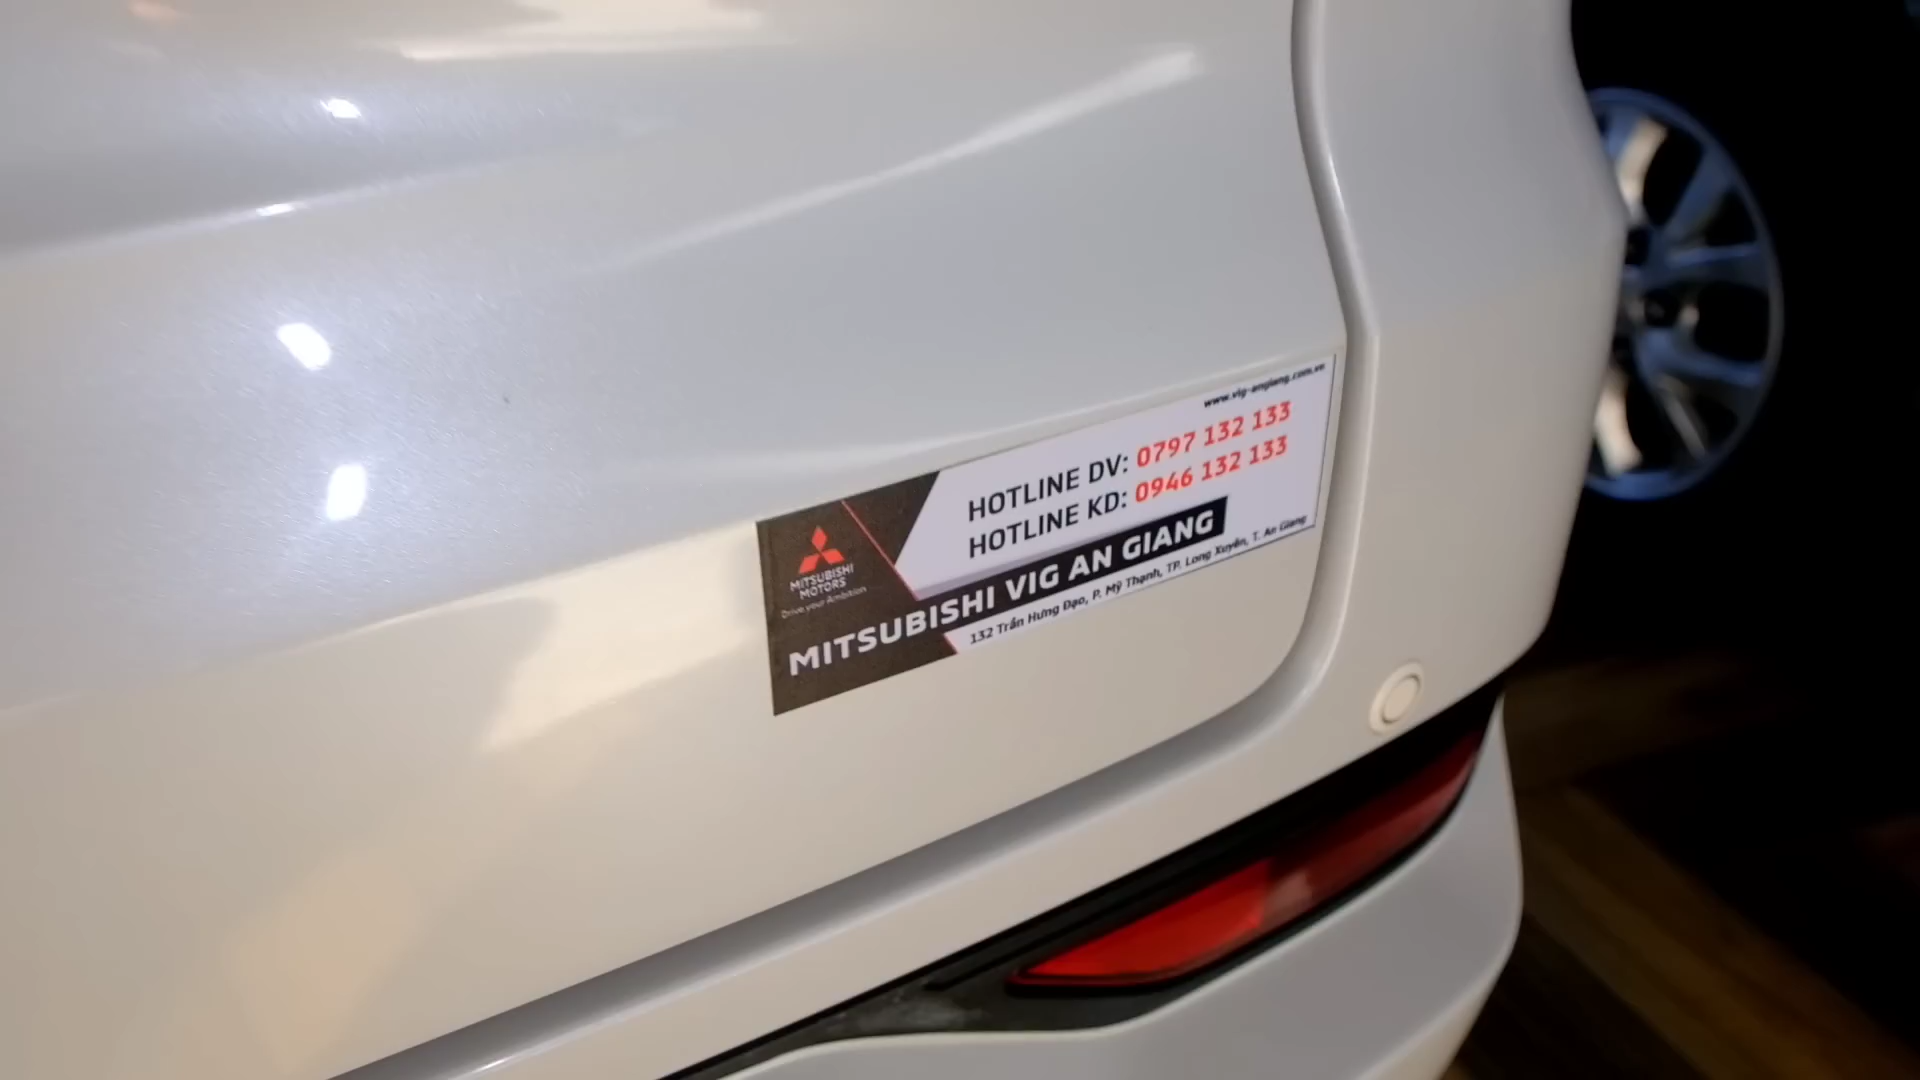 www.vig-angiang.com.vn
HOTLINE DV: 0797 132 133
HOTLINE KD: 0946 132 133
MITSUBISHI
MOTORS
Drive your Ambition
MITSUBISHI VIG AN GIANG
132 Trần Hưng Đạo, P. Mỹ Thạnh, TP. Long Xuyên, T. An Giang